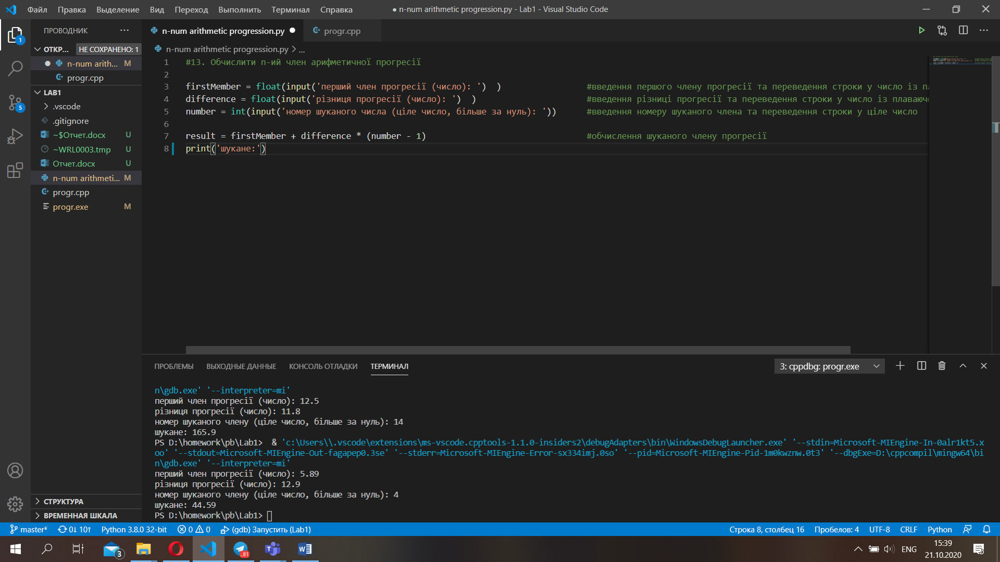 Файл Правка Выделение Вид Переход Выполнить Терминал Справка
● n-num arithmetic progression.py - Lab1 - Visual Studio Code
ПРОВОДНИК
n-num arithmetic progression.py
progr.cpp
1
ОТКР... НЕ СОХРАНЕНО: 1
n-num arith... M
progr.cpp
LAB1
.vscode
.gitignore
~$Отчет.docx U
~WRL0003.tmp U
Отчет.docx U
n-num arithmeti... M
progr.cpp
progr.exe M
5
СТРУКТУРА
ВРЕМЕННАЯ ШКАЛА
n-num arithmetic progression.py > ...
1 #13. Обчислити n-ий член арифметичної прогресії
2
3 firstMember = float(input('перший член прогресії (число): ') ) #введення першого члену прогресії та переведення строки у число із пл
4 difference = float(input('різниця прогресії (число): ') ) #введення різниці прогресії та переведення строки у число із плаваюч
5 number = int(input('номер шуканого числа (ціле число, більше за нуль): ')) #введення номеру шуканого члена та переведення строки у ціле число
6
7 result = firstMember + difference * (number - 1) #обчислення шуканого члену прогресії
8 print('шукане:')
ПРОБЛЕМЫ ВЫХОДНЫЕ ДАННЫЕ КОНСОЛЬ ОТЛАДКИ ТЕРМИНАЛ
3: cppdbg: progr.exe
n\gdb.exe' '--interpreter=mi'
перший член прогресії (число): 12.5
різниця прогресії (число): 11.8
номер шуканого члену (ціле число, більше за нуль): 14
шукане: 165.9
PS D:\homework\pb\Lab1> & 'c:\Users\\.vscode\extensions\ms-vscode.cpptools-1.1.0-insiders2\debugAdapters\bin\WindowsDebugLauncher.exe' '--stdin=Microsoft-MIEngine-In-0alr1kt5.x
oo' '--stdout=Microsoft-MIEngine-Out-fagapep0.3se' '--stderr=Microsoft-MIEngine-Error-sx334imj.0so' '--pid=Microsoft-MIEngine-Pid-1m0kwznw.0t3' '--dbgExe=D:\cppcompil\mingw64\bi
n\gdb.exe' '--interpreter=mi'
перший член прогресії (число): 5.89
різниця прогресії (число): 12.9
номер шуканого члену (ціле число, більше за нуль): 4
шукане: 44.59
PS D:\homework\pb\Lab1>
master* 0↓ 10↑ Python 3.8.0 32-bit 0 0 (gdb) Запустить (Lab1)
Строка 8, столбец 16 Пробелов: 4 UTF-8 CRLF Python
3
..81
ENG
15:39
21.10.2020